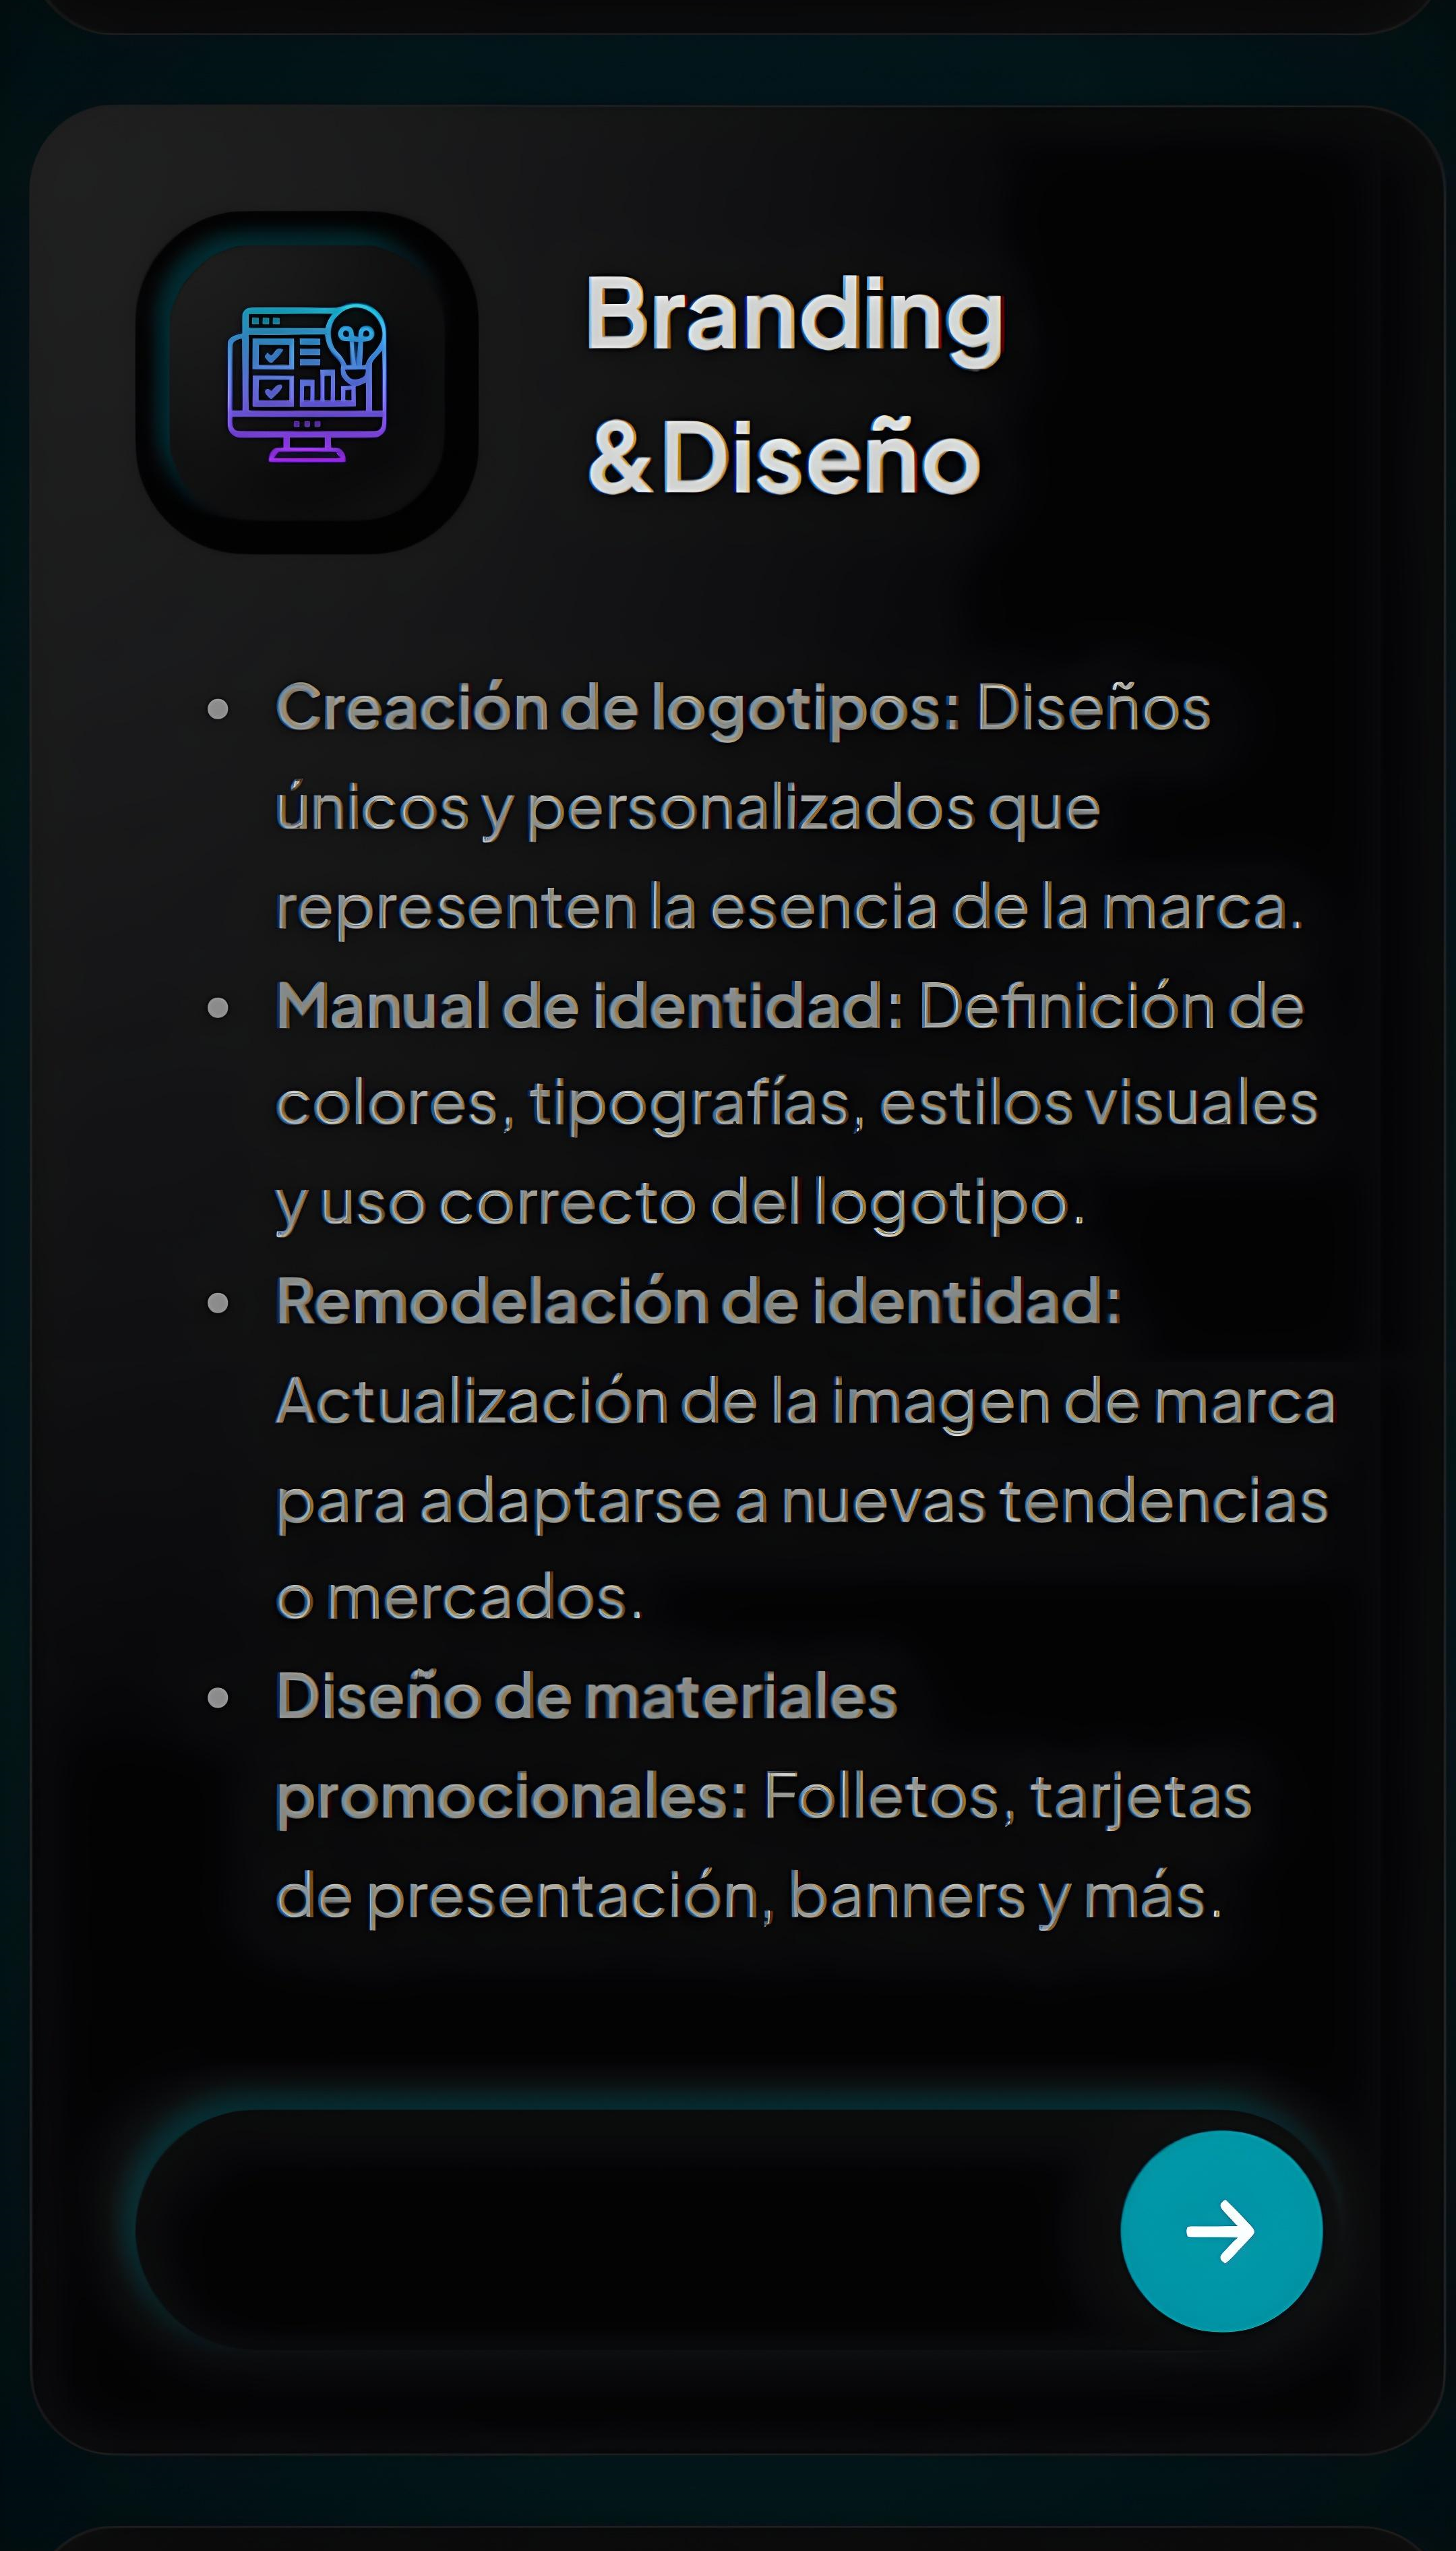 Branding
&Diseño
Creación de logotipos: Diseños
únicos y personalizados que
representen la esencia de la marca.
Manual de identidad: Definición de
colores, tipografías, estilos visuales
y uso correcto del logotipo.
Remodelación de identidad:
Actualización de la imagen de marca
para adaptarse a nuevas tendencias
o mercados.
Diseño de materiales
promocionales: Folletos, tarjetas
de presentación, banners y más.